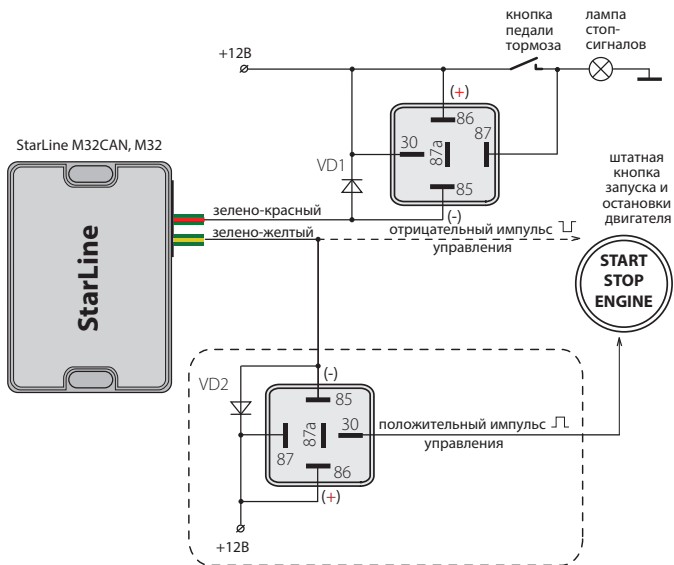 кнопка
педали
тормоза
лампа
стоп-
сигналов
+12В
(+)
86
30
87а
87
VD1
85
(-)
StarLine M32CAN, M32
StarLine
зелено-красный
зелено-желтый
отрицательный импульс
управления
штатная
кнопка
запуска и
остановки
двигателя
START
STOP
ENGINE
VD2
(-)
85
87а
30
87
86
(+)
положительный импульс
управления
+12В